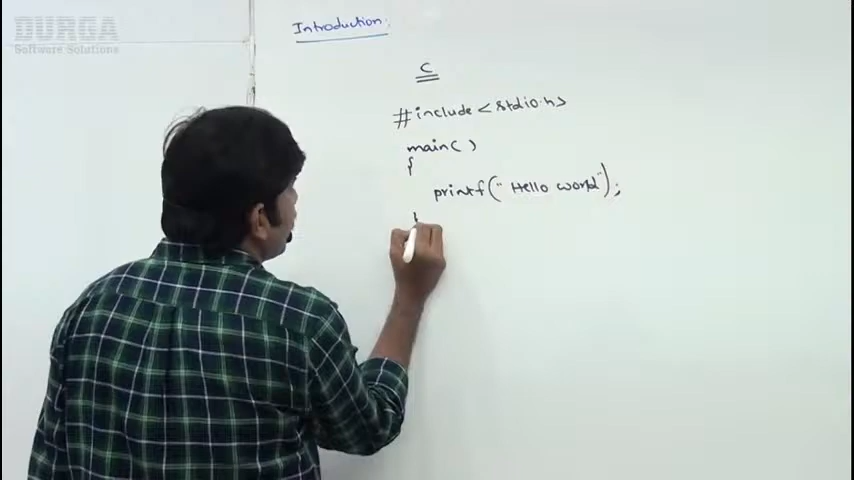 DURGA
Software Solutions
Introduction:
C
#include <stdio.h>
main( )
{
printf("Hello world");